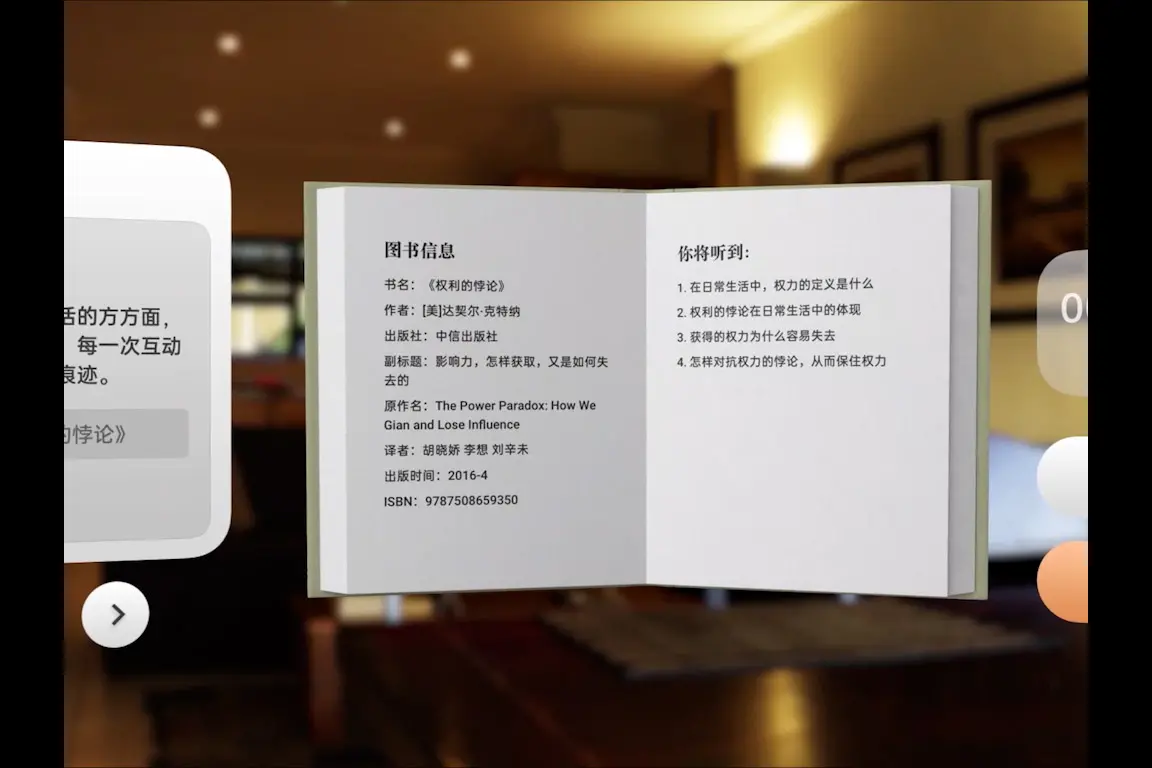 活的方方面，
每一次互动
痕迹。
的悖论》
图书信息
书名：《权利的悖论》
作者：[美]达契尔·克特纳
出版社：中信出版社
副标题：影响力，怎样获取，又是如何失
去的
原作名：The Power Paradox: How We
Gian and Lose Influence
译者：胡晓娇 李想 刘辛未
出版时间：2016-4
ISBN：9787508659350
你将听到：
1. 在日常生活中，权力的定义是什么
2. 权利的悖论在日常生活中的体现
3. 获得的权力为什么容易失去
4. 怎样对抗权力的悖论，从而保住权力